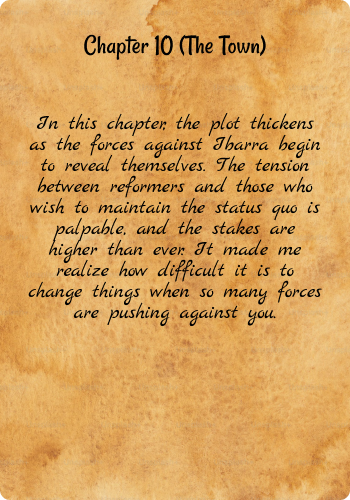 Chapter 10 (The Town)
In this chapter, the plot thickens
as the forces against Ibarra begin
to reveal themselves. The tension
between reformers and those who
wish to maintain the status quo is
palpable, and the stakes are
higher than ever. It made me
realize how difficult it is to
change things when so many forces
are pushing against you.